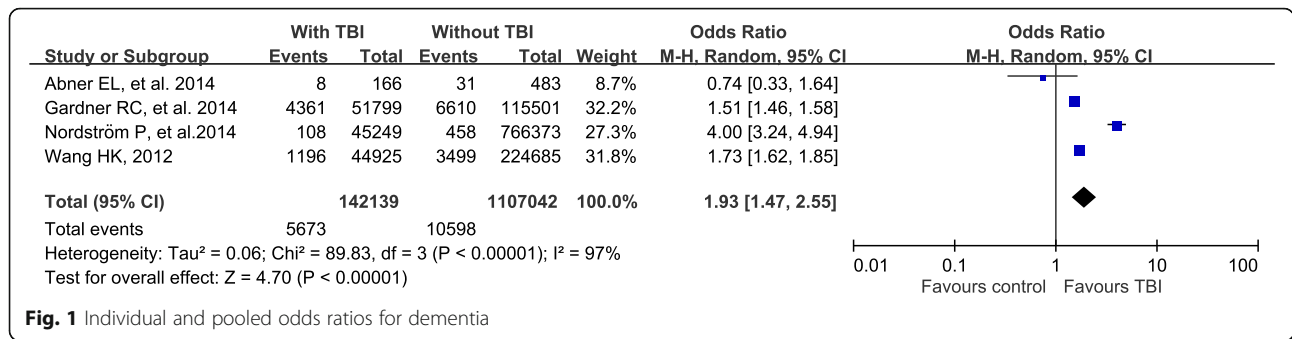 With TBI Without TBI Odds Ratio Odds Ratio
Study or Subgroup Events Total Events Total Weight M-H, Random, 95% CI M-H, Random, 95% CI
Abner EL, et al. 2014 8 166 31 483 8.7% 0.74 [0.33, 1.64]
Gardner RC, et al. 2014 4361 51799 6610 115501 32.2% 1.51 [1.46, 1.58]
Nordström P, et al.2014 108 45249 458 766373 27.3% 4.00 [3.24, 4.94]
Wang HK, 2012 1196 44925 3499 224685 31.8% 1.73 [1.62, 1.85]
Total (95% CI) 142139 1107042 100.0% 1.93 [1.47, 2.55]
Total events 5673 10598
Heterogeneity: Tau² = 0.06; Chi² = 89.83, df = 3 (P < 0.00001); I² = 97%
Test for overall effect: Z = 4.70 (P < 0.00001)
0.01 0.1 1 10 100
Favours control Favours TBI
Fig. 1 Individual and pooled odds ratios for dementia